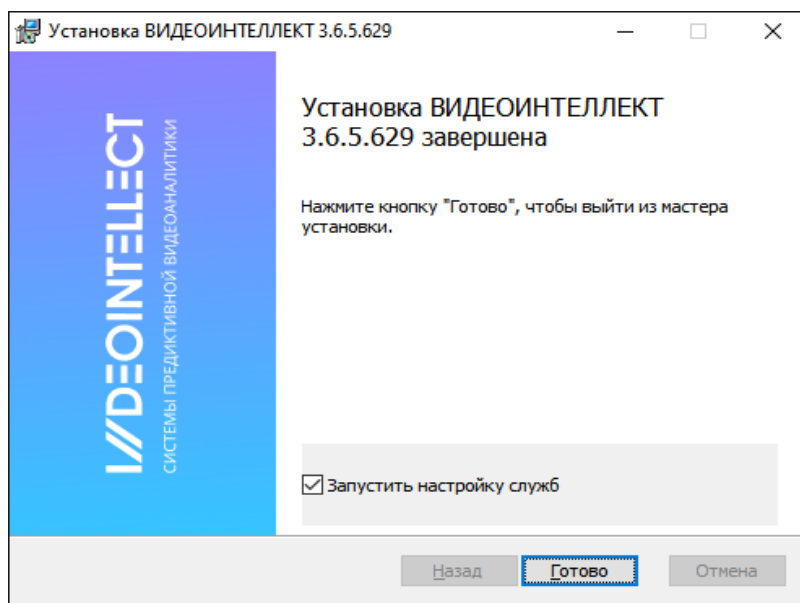 Установка ВИДЕОИНТЕЛЛЕКТ 3.6.5.629
VIDEOINTELLECT
СИСТЕМЫ ПРЕДИКТИВНОЙ ВИДЕОАНАЛИТИКИ
Установка ВИДЕОИНТЕЛЛЕКТ
3.6.5.629 завершена
Нажмите кнопку "Готово", чтобы выйти из мастера
установки.
Запустить настройку служб
Назад
Готово
Отмена